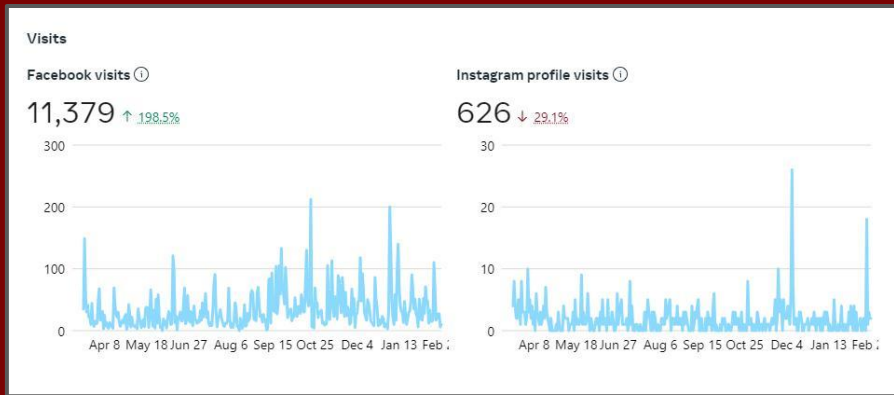 Visits
Facebook visits
11,379 ↑ 198.5%
300
200
100
0
Apr 8 May 18 Jun 27 Aug 6 Sep 15 Oct 25 Dec 4 Jan 13 Feb
Instagram profile visits
626 ↓ 29.1%
30
20
10
0
Apr 8 May 18 Jun 27 Aug 6 Sep 15 Oct 25 Dec 4 Jan 13 Feb